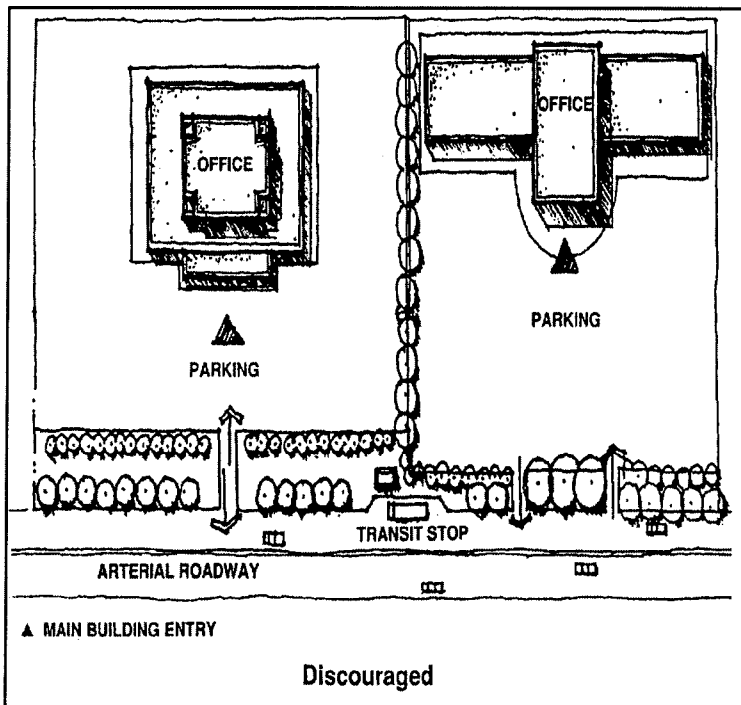 OFFICE
OFFICE
PARKING
PARKING
TRANSIT STOP
ARTERIAL ROADWAY
▲ MAIN BUILDING ENTRY
Discouraged